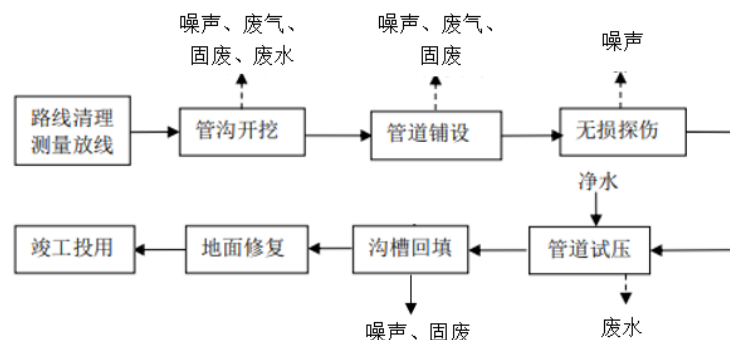 噪声、废气、
固废、废水
噪声、废气、
固废
噪声
路线清理
测量放线
管沟开挖
管道铺设
无损探伤
净水
竣工投用
地面修复
沟槽回填
管道试压
噪声、固废
废水